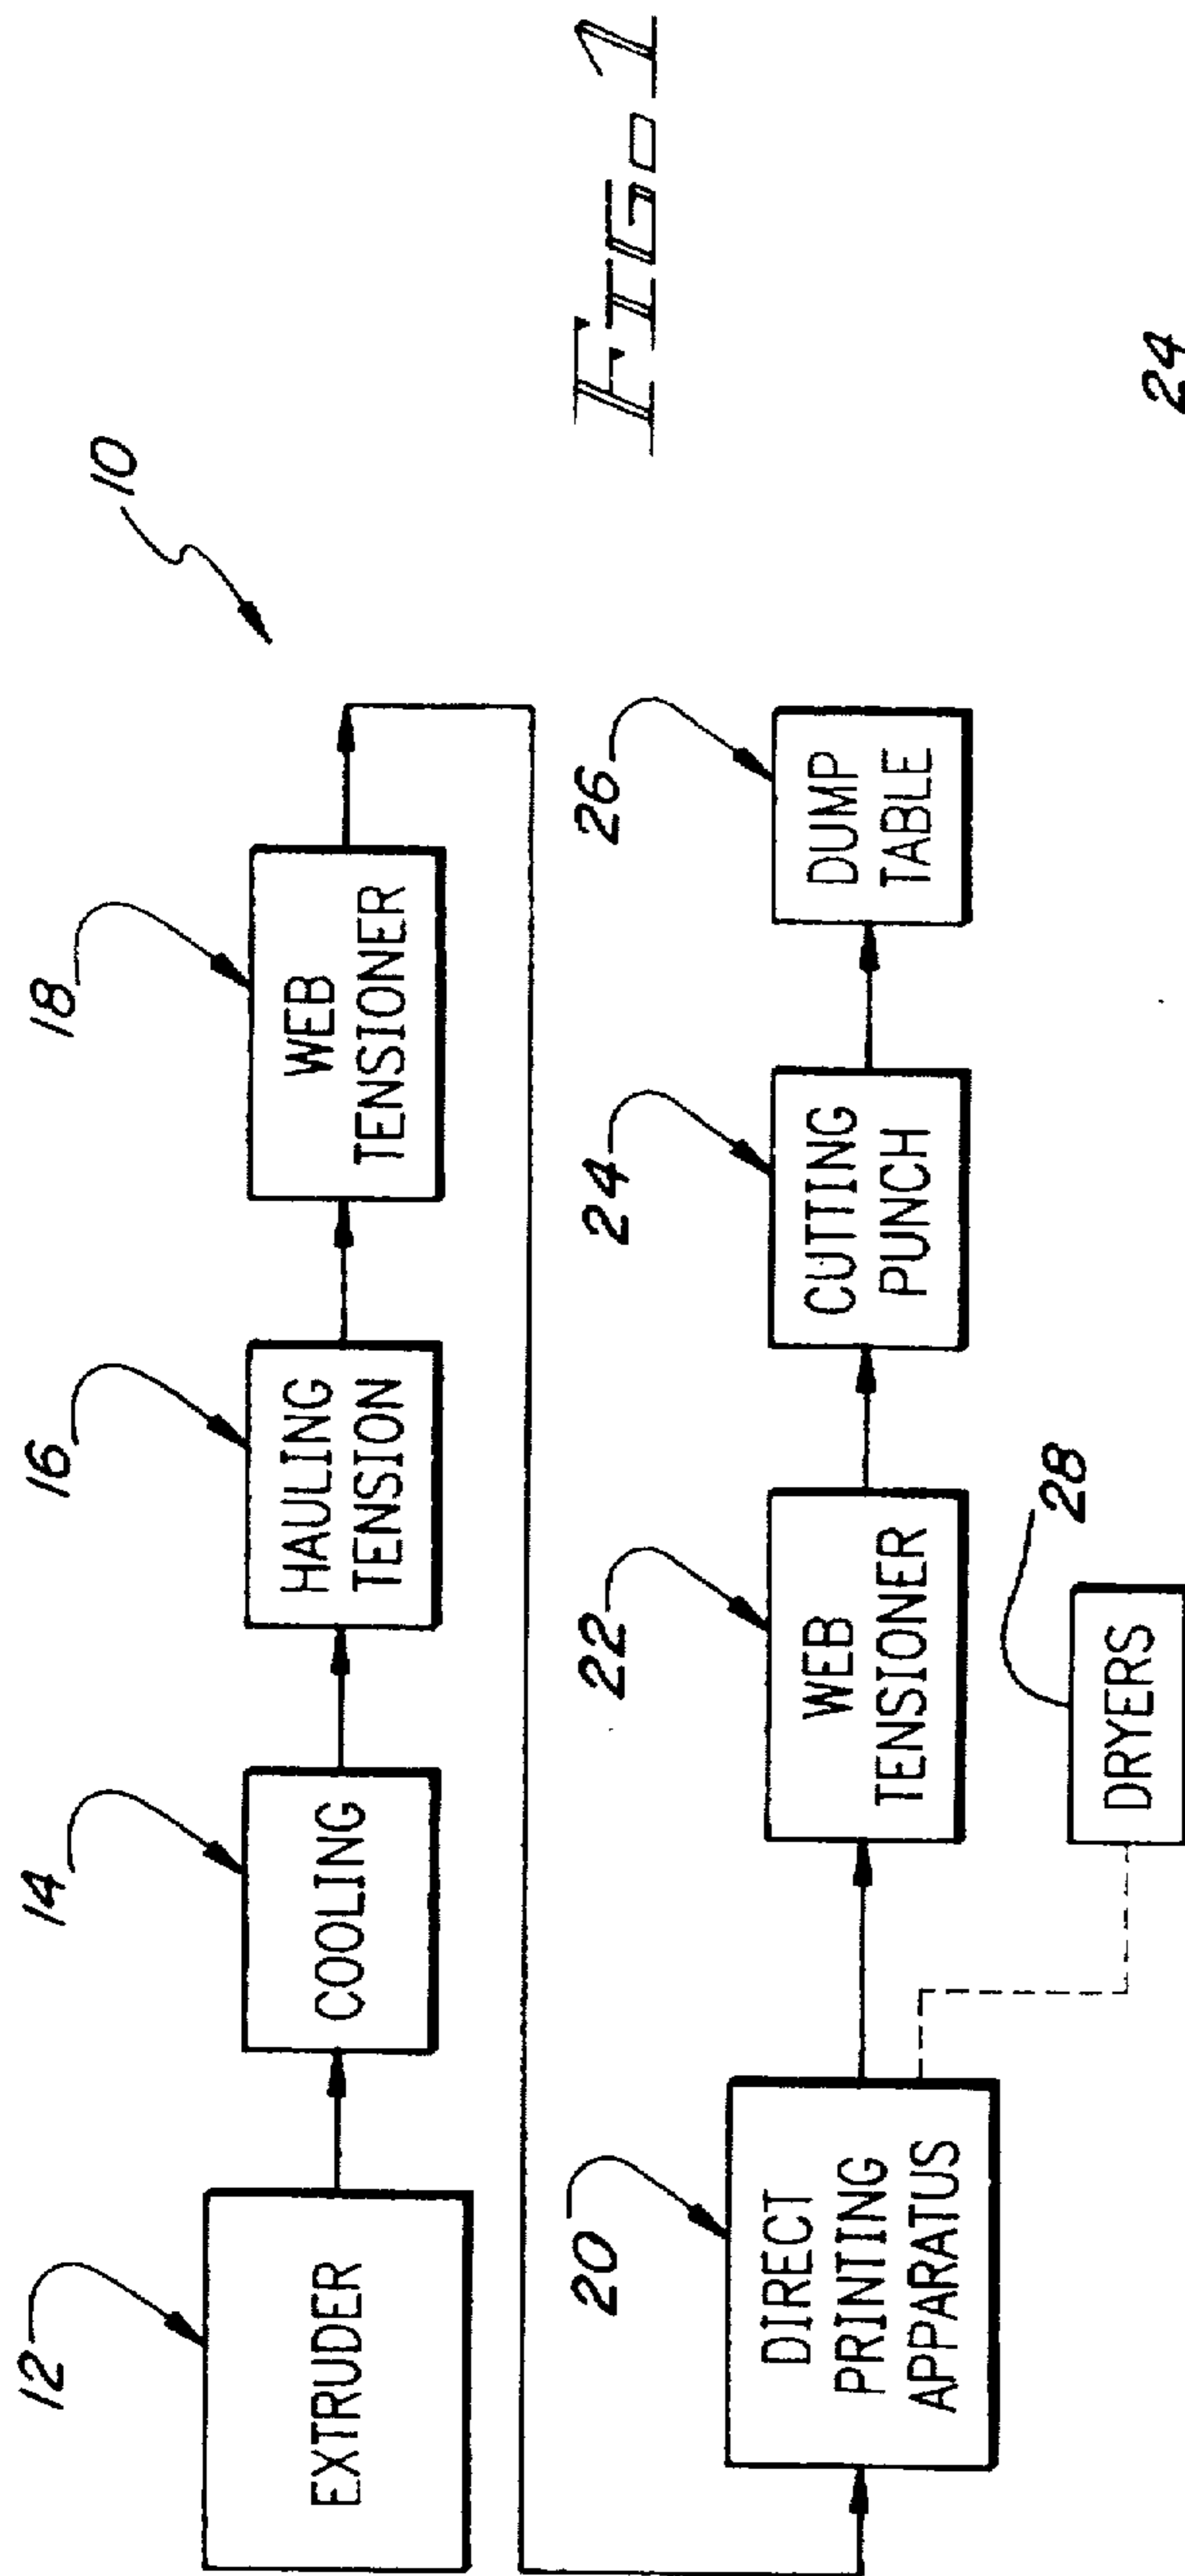 10
12
EXTRUDER
14
COOLING
16
HAULING
TENSION
18
WEB
TENSIONER
20
DIRECT
PRINTING
APPARATUS
22
WEB
TENSIONER
24
CUTTING
PUNCH
26
DUMP
TABLE
28
DRYERS
FIG. 1
24